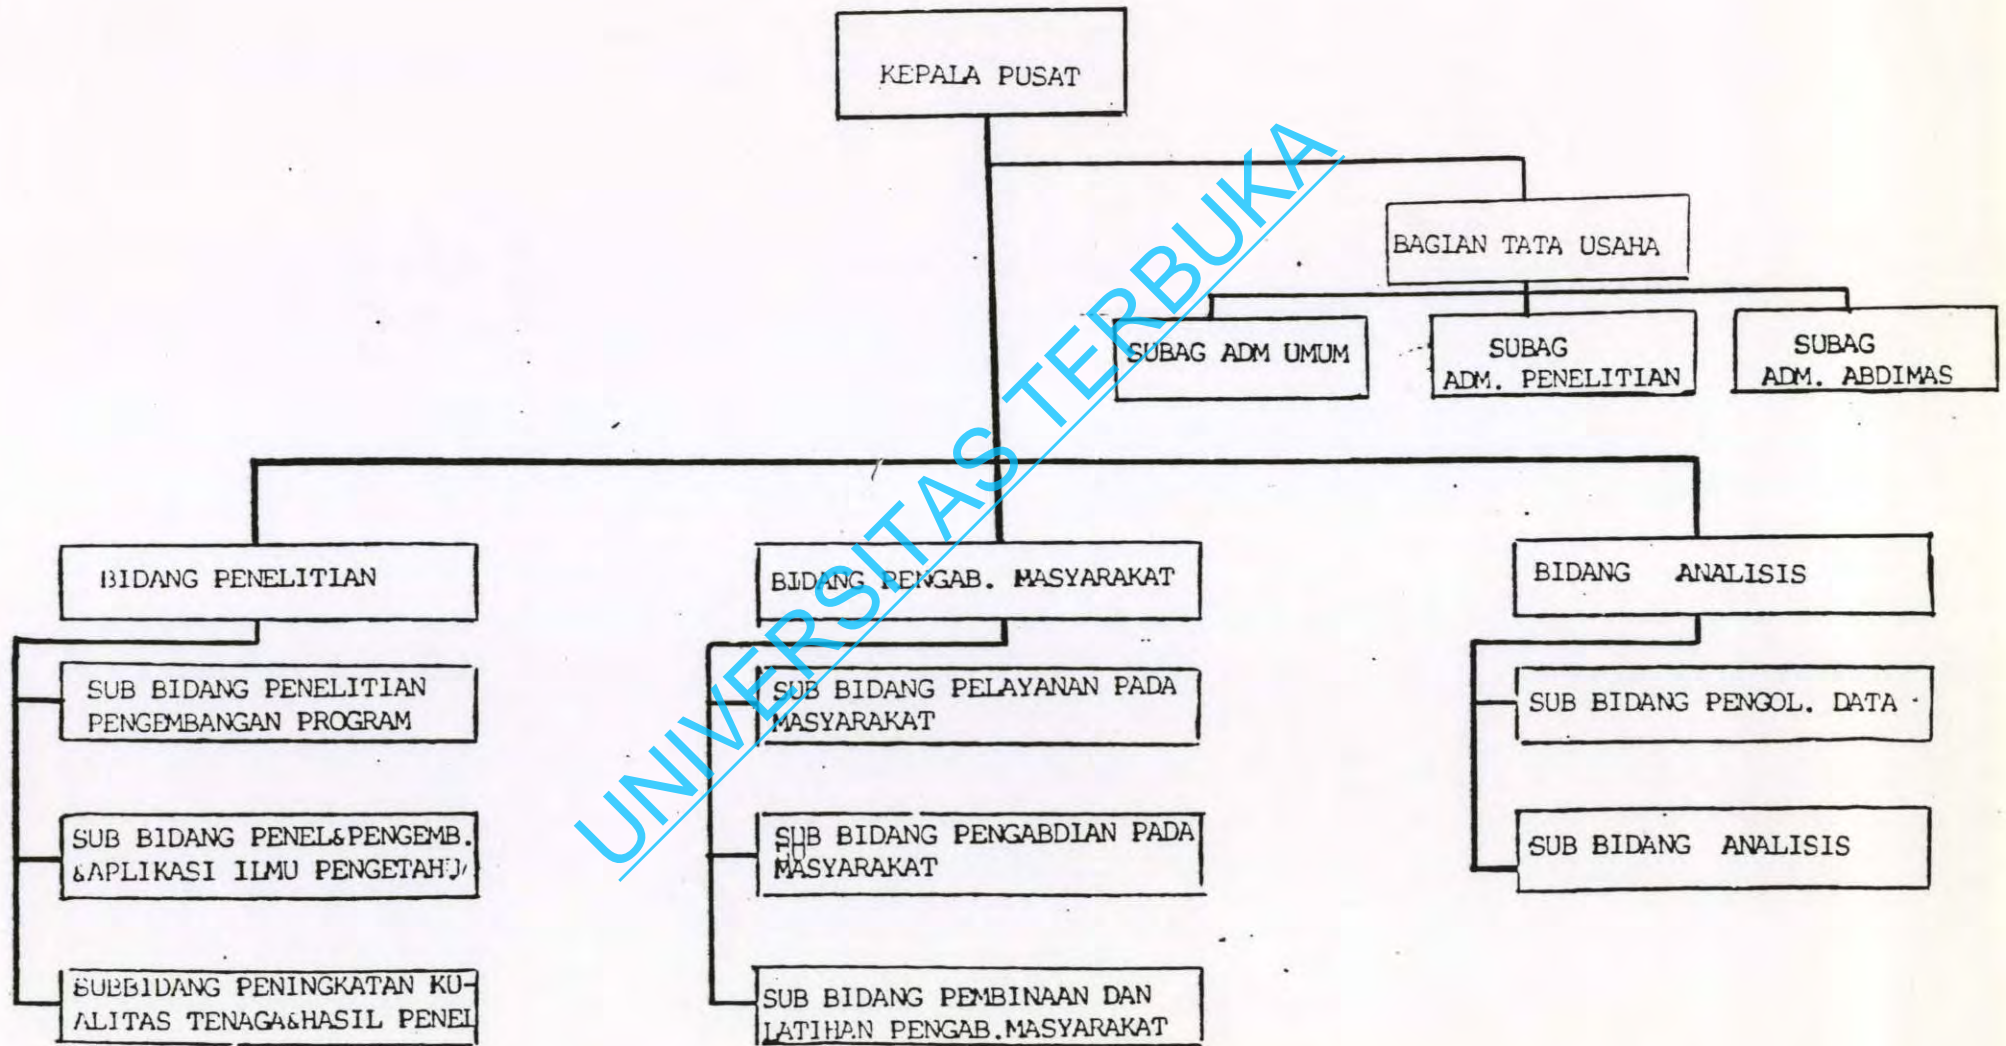 KEPALA PUSAT
BAGIAN TATA USAHA
SUBAG ADM UMUM
SUBAG
ADM. PENELITIAN
SUBAG
ADM. ABDIMAS
UNIVERSITAS TERBUKA
BIDANG PENELITIAN
SUB BIDANG PENELITIAN
PENGEMBANGAN PROGRAM
SUB BIDANG PENEL&PENGEMB.
&APLIKASI ILMU
SUBBIDANG PENINGKATAN KU-
ALITAS TENAGA&HASIL PENEL
BIDANG PENGAB. MASYARAKAT
SUB BIDANG PELAYANAN PADA
MASYARAKAT
SUB BIDANG PENGABDIAN PADA
MASYARAKAT
SUB BIDANG PEMBINAAN DAN
LATIHAN PENGAB.MASYARAKAT
BIDANG ANALISIS
SUB BIDANG PENGOL. DATA
SUB BIDANG ANALISIS